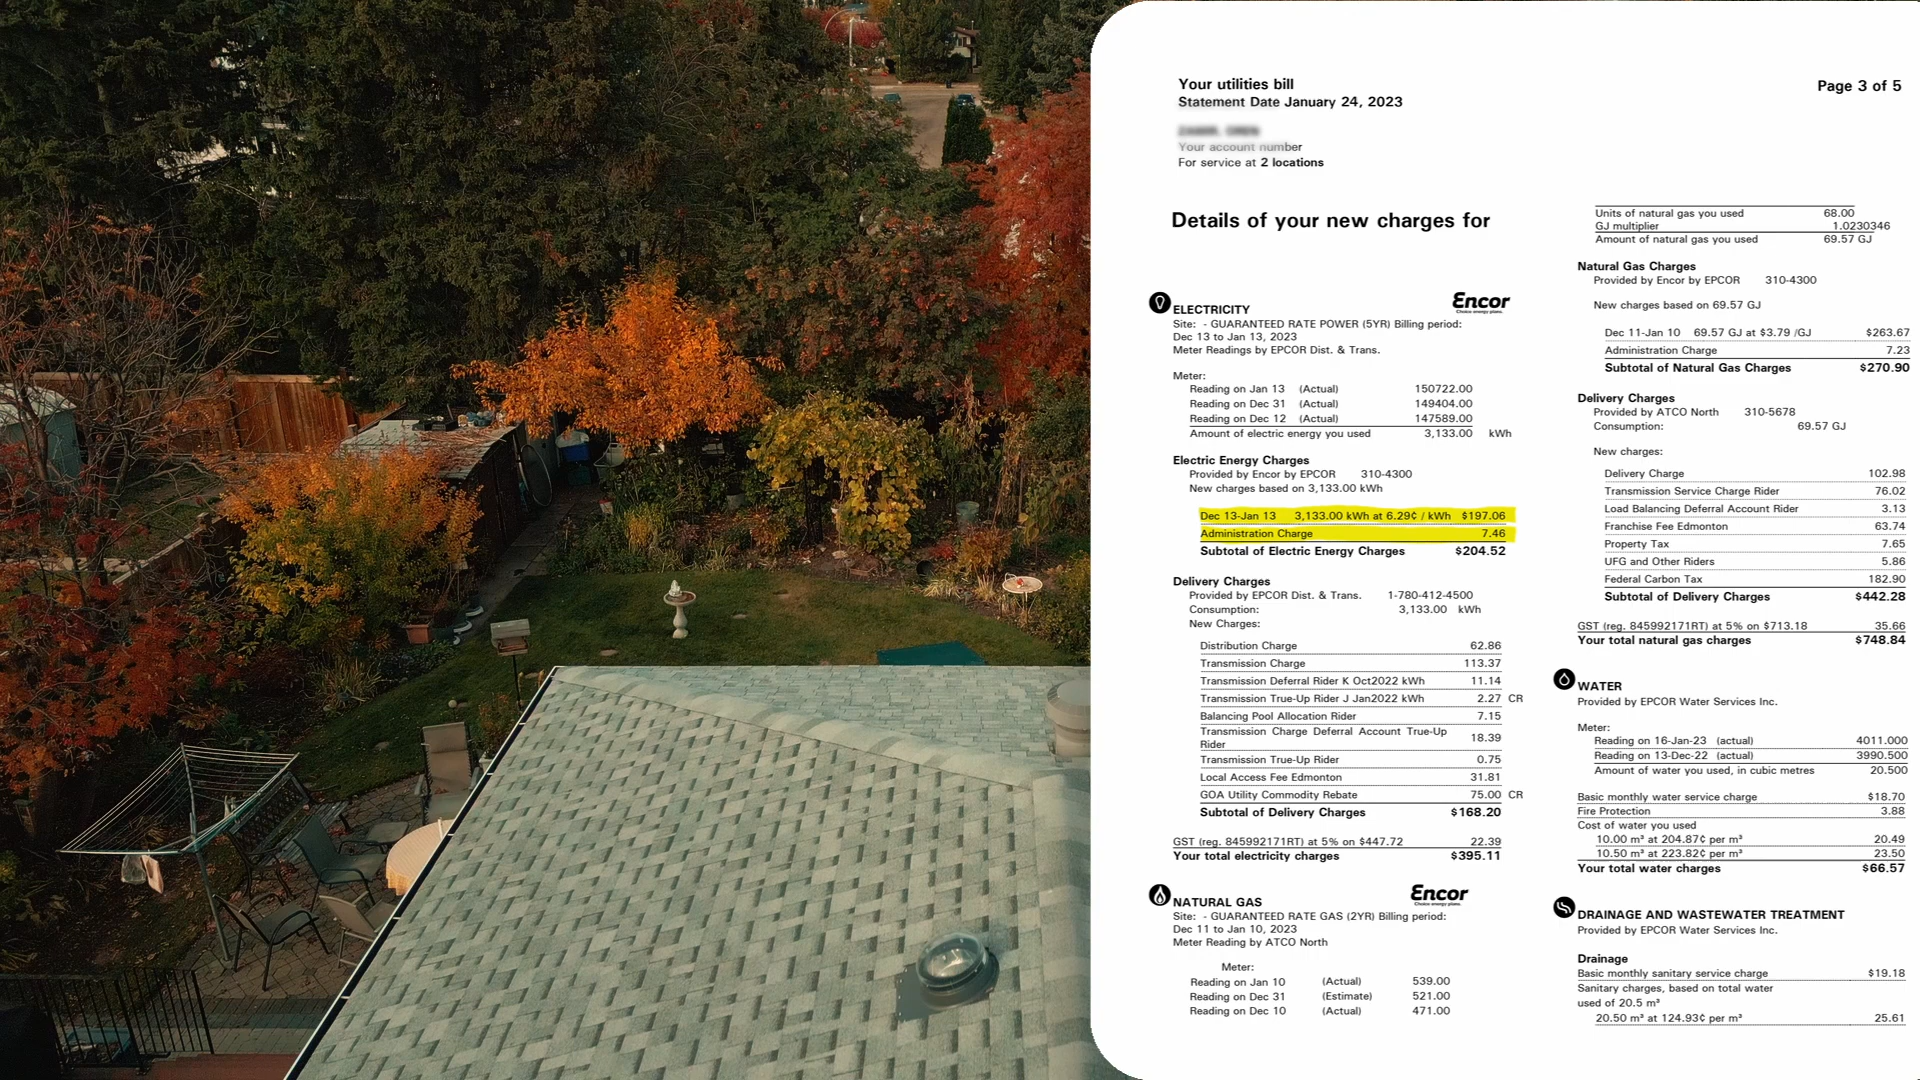 Your utilities bill
Statement Date January 24, 2023
Page 3 of 5
Your account number
For service at 2 locations
Details of your new charges for
ELECTRICITY
Encor
Choice energy plans.
Site: - GUARANTEED RATE POWER (5YR) Billing period:
Dec 13 to Jan 13, 2023
Meter Readings by EPCOR Dist. & Trans.
Meter:
Reading on Jan 13 (Actual) 150722.00
Reading on Dec 31 (Actual) 149404.00
Reading on Dec 12 (Actual) 147589.00
Amount of electric energy you used 3,133.00 kWh
Electric Energy Charges
Provided by Encor by EPCOR 310-4300
New charges based on 3,133.00 kWh
Dec 13-Jan 13 3,133.00 kWh at 6.29¢ / kWh $197.06
Administration Charge 7.46
Subtotal of Electric Energy Charges $204.52
Delivery Charges
Provided by EPCOR Dist. & Trans. 1-780-412-4500
Consumption: 3,133.00 kWh
New Charges:
Distribution Charge 62.86
Transmission Charge 113.37
Transmission Deferral Rider K Oct2022 kWh 11.14
Transmission True-Up Rider J Jan2022 kWh 2.27 CR
Balancing Pool Allocation Rider 7.15
Transmission Charge Deferral Account True-Up
Rider 18.39
Transmission True-Up Rider 0.75
Local Access Fee Edmonton 31.81
GOA Utility Commodity Rebate 75.00 CR
Subtotal of Delivery Charges $168.20
GST (reg. 845992171RT) at 5% on $447.72 22.39
Your total electricity charges $395.11
NATURAL GAS
Encor
Choice energy plans.
Site: - GUARANTEED RATE GAS (2YR) Billing period:
Dec 11 to Jan 10, 2023
Meter Reading by ATCO North
Meter:
Reading on Jan 10 (Actual) 539.00
Reading on Dec 31 (Estimate) 521.00
Reading on Dec 10 (Actual) 471.00
Units of natural gas you used 68.00
GJ multiplier 1.0230346
Amount of natural gas you used 69.57 GJ
Natural Gas Charges
Provided by Encor by EPCOR 310-4300
New charges based on 69.57 GJ
Dec 11-Jan 10 69.57 GJ at $3.79 /GJ $263.67
Administration Charge 7.23
Subtotal of Natural Gas Charges $270.90
Delivery Charges
Provided by ATCO North 310-5678
Consumption: 69.57 GJ
New charges:
Delivery Charge 102.98
Transmission Service Charge Rider 76.02
Load Balancing Deferral Account Rider 3.13
Franchise Fee Edmonton 63.74
Property Tax 7.65
UFG and Other Riders 5.86
Federal Carbon Tax 182.90
Subtotal of Delivery Charges $442.28
GST (reg. 845992171RT) at 5% on $713.18 35.66
Your total natural gas charges $748.84
WATER
Provided by EPCOR Water Services Inc.
Meter:
Reading on 16-Jan-23 (actual) 4011.000
Reading on 13-Dec-22 (actual) 3990.500
Amount of water you used, in cubic metres 20.500
Basic monthly water service charge $18.70
Fire Protection 3.88
Cost of water you used
10.00 m³ at 204.87¢ per m³ 20.49
10.50 m³ at 223.82¢ per m³ 23.50
Your total water charges $66.57
DRAINAGE AND WASTEWATER TREATMENT
Provided by EPCOR Water Services Inc.
Drainage
Basic monthly sanitary service charge $19.18
Sanitary charges, based on total water
used of 20.5 m³
20.50 m³ at 124.93¢ per m³ 25.61